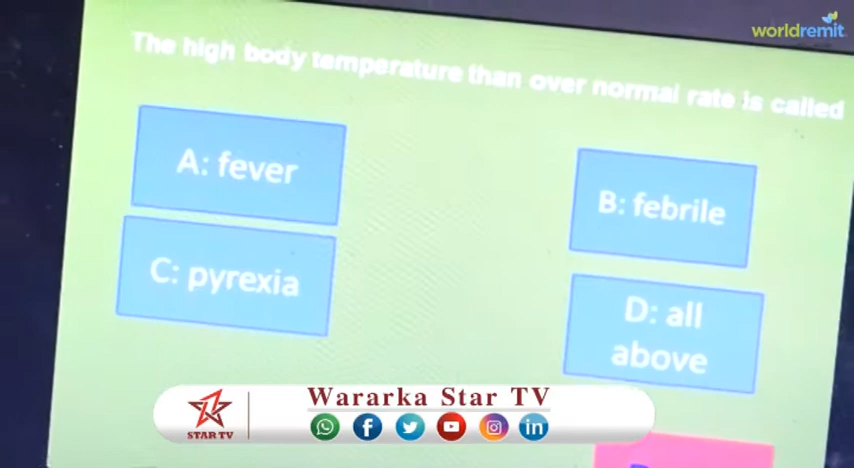 worldremit
The high body temperature than over normal rate is called
A: fever
B: febrile
C: pyrexia
D: all
above
Wararka Star TV
STAR TV